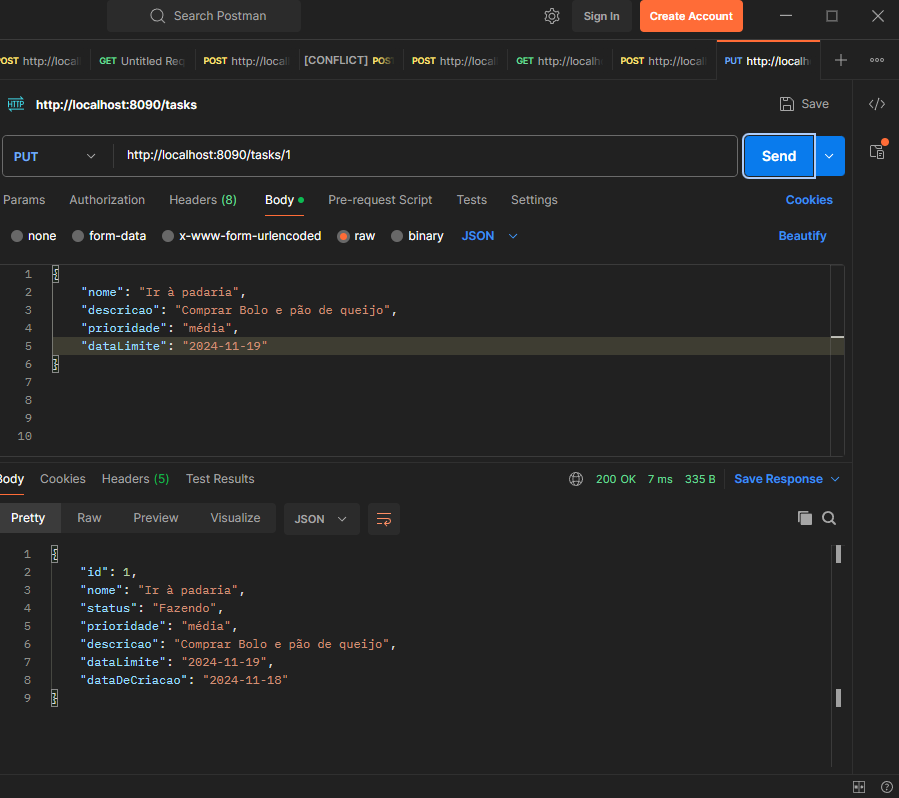 Search Postman Sign In Create Account
POST http://local GET Untitled Req POST http://local [CONFLICT] POS POST http://local GET http://localh POST http://local PUT http://localh
HTTP http://localhost:8090/tasks Save
PUT http://localhost:8090/tasks/1 Send
Params Authorization Headers (8) Body Pre-request Script Tests Settings Cookies
none form-data x-www-form-urlencoded raw binary JSON Beautify
1 {
2 "nome": "Ir à padaria",
3 "descricao": "Comprar Bolo e pão de queijo",
4 "prioridade": "média",
5 "dataLimite": "2024-11-19"
6 }
7
8
9
10
Body Cookies Headers (5) Test Results 200 OK 7 ms 335 B Save Response
Pretty Raw Preview Visualize JSON
1 {
2 "id": 1,
3 "nome": "Ir à padaria",
4 "status": "Fazendo",
5 "prioridade": "média",
6 "descricao": "Comprar Bolo e pão de queijo",
7 "dataLimite": "2024-11-19",
8 "dataDeCriacao": "2024-11-18"
9 }